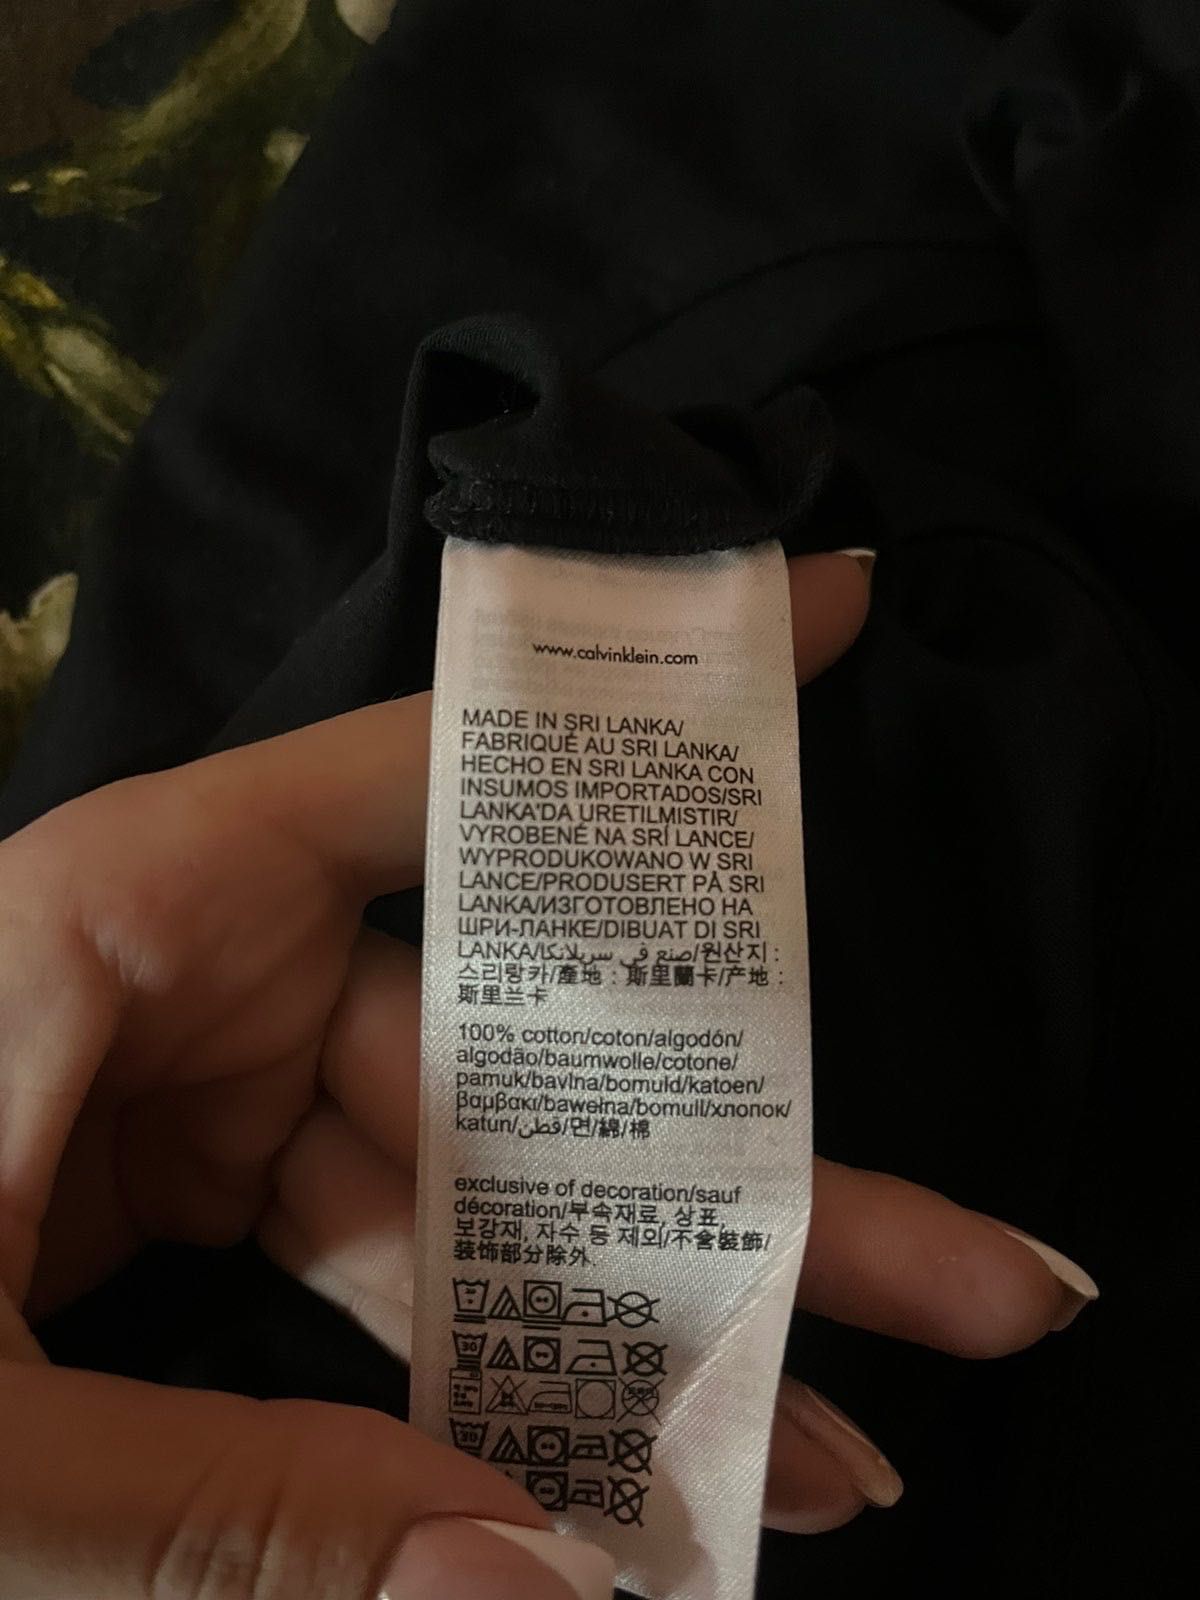 www.calvinklein.com
MADE IN SRI LANKA/
FABRIQUÉ AU SRI LANKA/
HECHO EN SRI LANKA CON
INSUMOS IMPORTADOS/SRI
LANKA'DA URETILMISTIR/
VYROBENÉ NA SRÍ LANCE/
WYPRODUKOWANO W SRI
LANCE/PRODUSERT PÅ SRI
LANKA/ИЗГОТОВЛЕНО НА
ШРИ-ЛАНКЕ/DIBUAT DI SRI
LANKA/صنع في سريلانكا/원산지 :
스리랑카/產地 : 斯里蘭卡/产地 :
斯里兰卡
100% cotton/coton/algodón/
algodão/baumwolle/cotone/
pamuk/bavlna/bomuld/katoen/
βαμβακι/bawełna/bomull/хлопок/
katun/قطن/면/綿/棉
exclusive of decoration/sauf
décoration/부속재료, 상표,
보강재, 자수 등 제외/不含裝飾/
装饰部分除外.
30
30